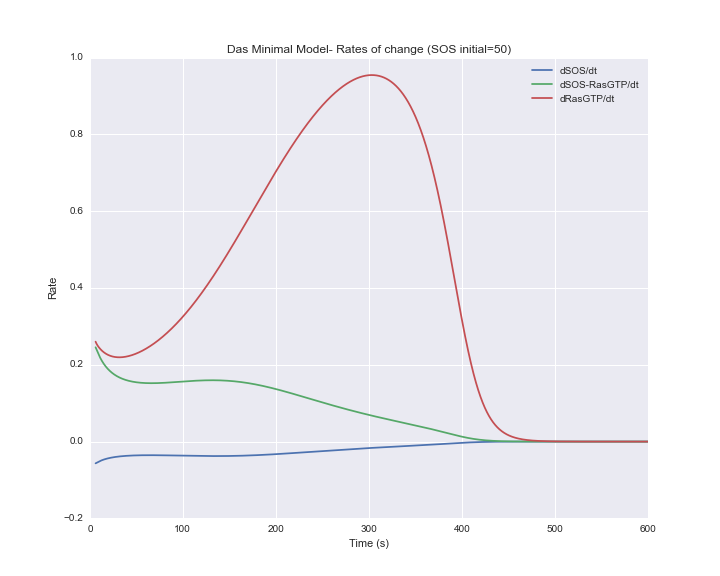 Das Minimal Model- Rates of change (SOS initial=50)
1.0
0.8
0.6
0.4
0.2
0.0
−0.2
Rate
dSOS/dt
dSOS-RasGTP/dt
dRasGTP/dt
0 100 200 300 400 500 600
Time (s)